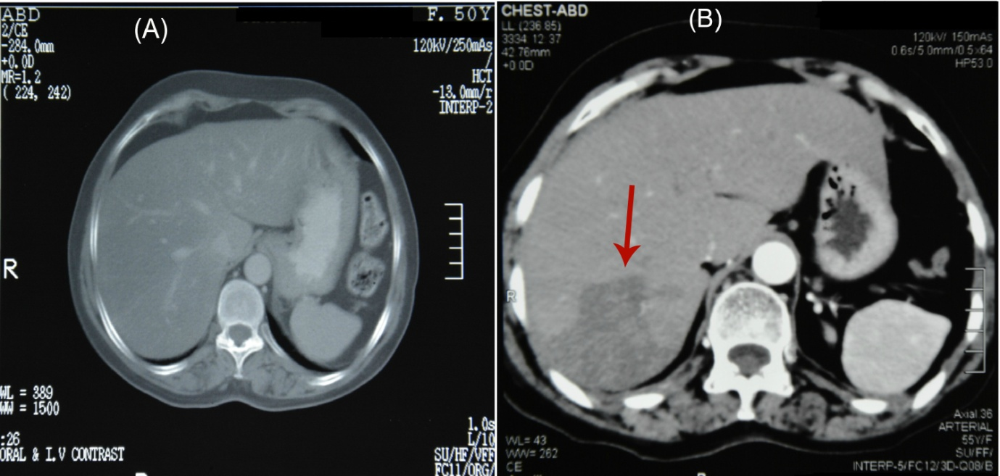 ABD
2/CE
-284.0mm
+0.0D
MR=1.2
( 224, 242)
(A)
F. 50Y
120kV/250mAs
/
HCT
-13.0mm/r
INTERP-2
R
WL = 389
WW = 1500
:26
ORAL & I.V CONTRAST
1.0s
L/10
SU/HF/VFF
FC11/ORG/
CHEST-ABD
LL (236.85)
3334 12.37
42.76mm
+0.0D
(B)
120kV/ 150mAs
0.6s/5.0mm/0.5x64
HP53.0
R
WL= 43
WW= 262
CE
Axial.36
ARTERIAL
55Y/F
SU/FF/
INTERP-5/FC12/3D-Q08/B